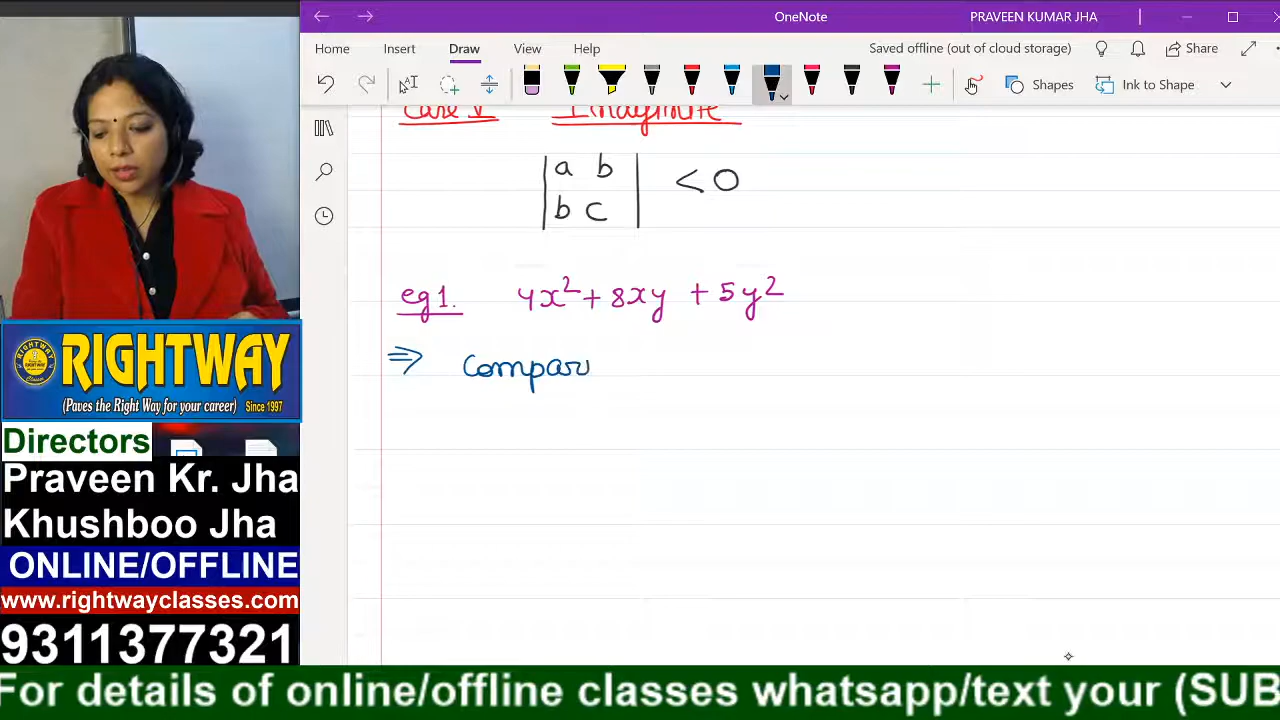 OneNote
PRAVEEN KUMAR JHA
Home Insert Draw View Help
Saved offline (out of cloud storage)
Share
Shapes
Ink to Shape
Case V
| a b |
| b c | < 0
eg1. 4x² + 8xy + 5y²
⇒ compar
RIGHTWAY
(Paves the Right Way for your career) Since 1997
Directors
Praveen Kr. Jha
Khushboo Jha
ONLINE/OFFLINE
www.rightwayclasses.com
9311377321
For details of online/offline classes whatsapp/text your (SUB